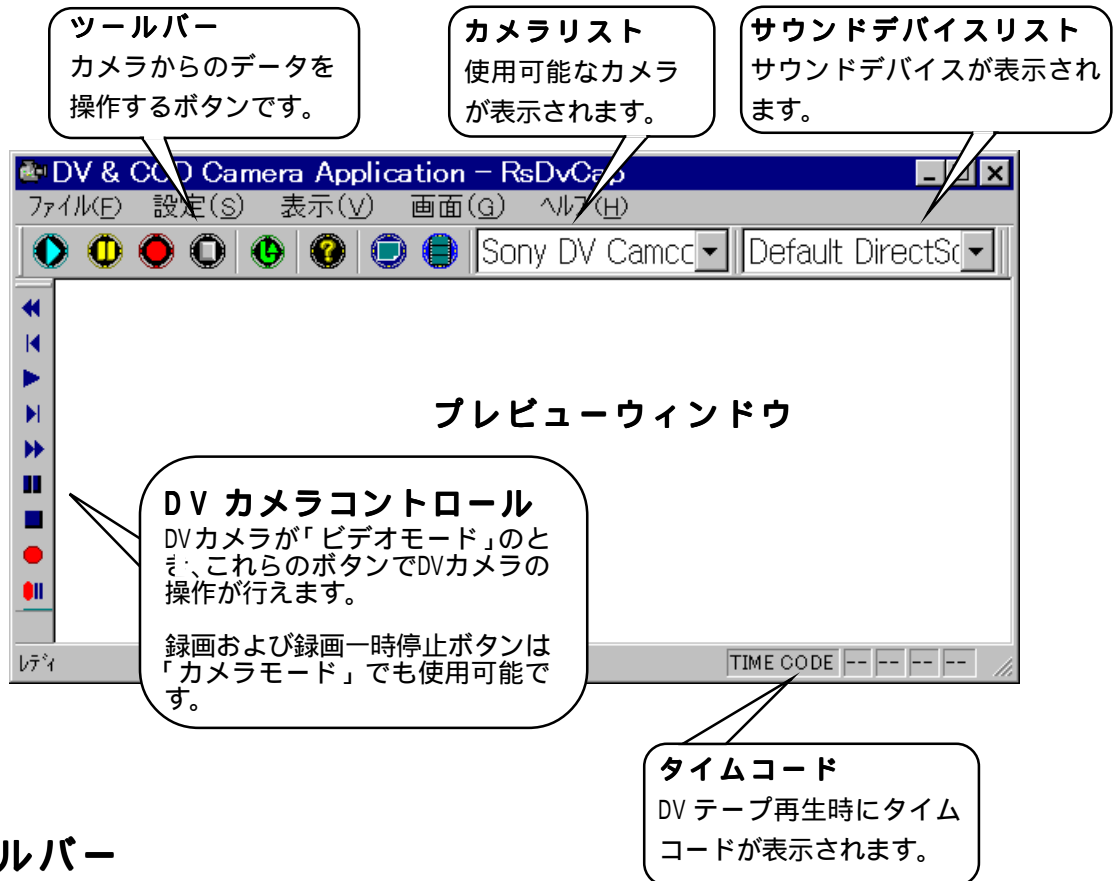 ツールバー
カメラからのデータを
操作するボタンです。
カメラリスト
使用可能なカメラ
が表示されます。
サウンドデバイスリスト
サウンドデバイスが表示され
ます。
DV & CCD Camera Application - RsDvCap
ファイル(F) 設定(S) 表示(V) 画面(G) ヘルプ(H)
Sony DV Camcc Default DirectSc
プレビューウィンドウ
DV カメラコントロール
DVカメラが「ビデオモード」のと
き、これらのボタンでDVカメラの
操作が行えます。
録画および録画一時停止ボタンは
「カメラモード」でも使用可能で
す。
レディ TIME CODE -- -- -- --
タイムコード
DV テープ再生時にタイム
コードが表示されます。
ルバー